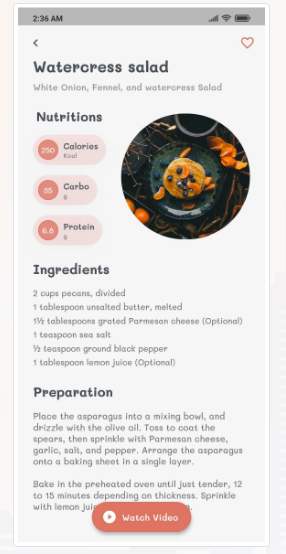 2:36 AM
Watercress salad
White Onion, Fennel, and watercress Salad
Nutritions
250
Calories
Kcal
35
Carbo
g
6.8
Protein
g
Ingredients
2 cups pecans, divided
1 tablespoon unsalted butter, melted
1½ tablespoons grated Parmesan cheese (Optional)
1 teaspoon sea salt
½ teaspoon ground black pepper
1 tablespoon lemon juice (Optional)
Preparation
Place the asparagus into a mixing bowl, and
drizzle with the olive oil. Toss to coat the
spears, then sprinkle with Parmesan cheese,
garlic, salt, and pepper. Arrange the asparagus
onto a baking sheet in a single layer.
Bake in the preheated oven until just tender, 12
to 15 minutes depending on thickness. Sprinkle
with lemon
Watch Video